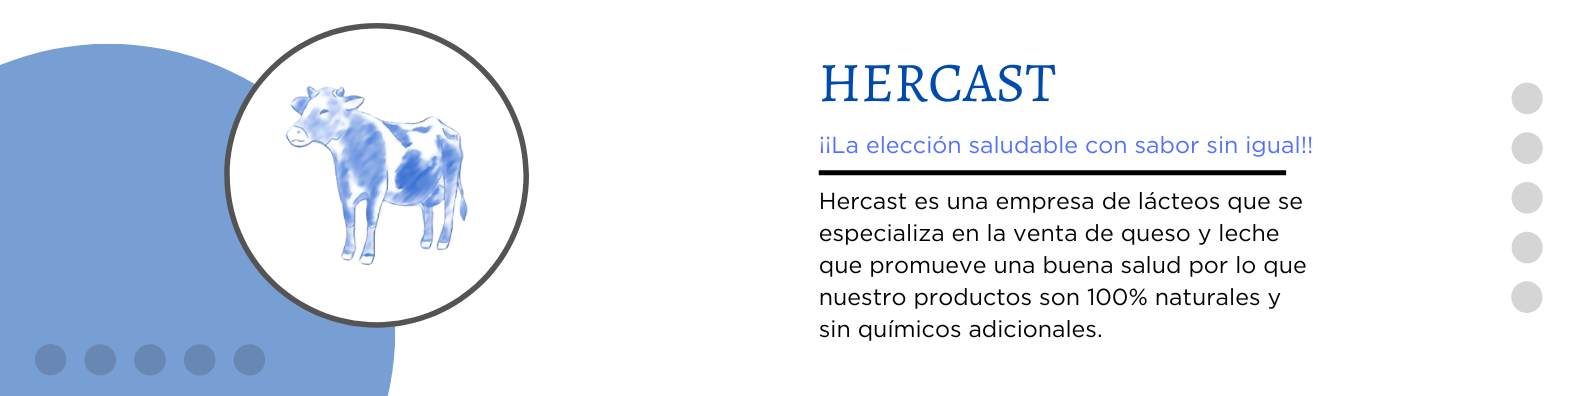 HERCAST
¡¡La elección saludable con sabor sin igual!!
Hercast es una empresa de lácteos que se
especializa en la venta de queso y leche
que promueve una buena salud por lo que
nuestro productos son 100% naturales y
sin químicos adicionales.